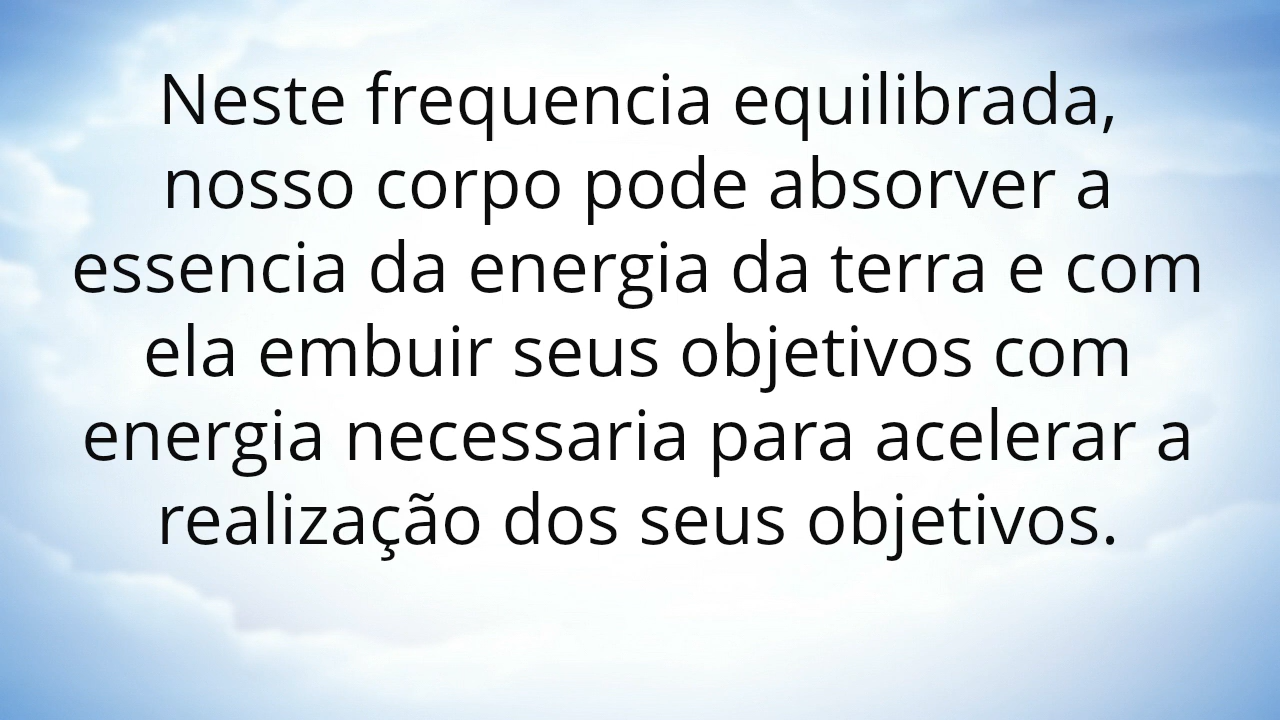 Neste frequencia equilibrada,
nosso corpo pode absorver a
essencia da energia da terra e com
ela embuir seus objetivos com
energia necessaria para acelerar a
realização dos seus objetivos.